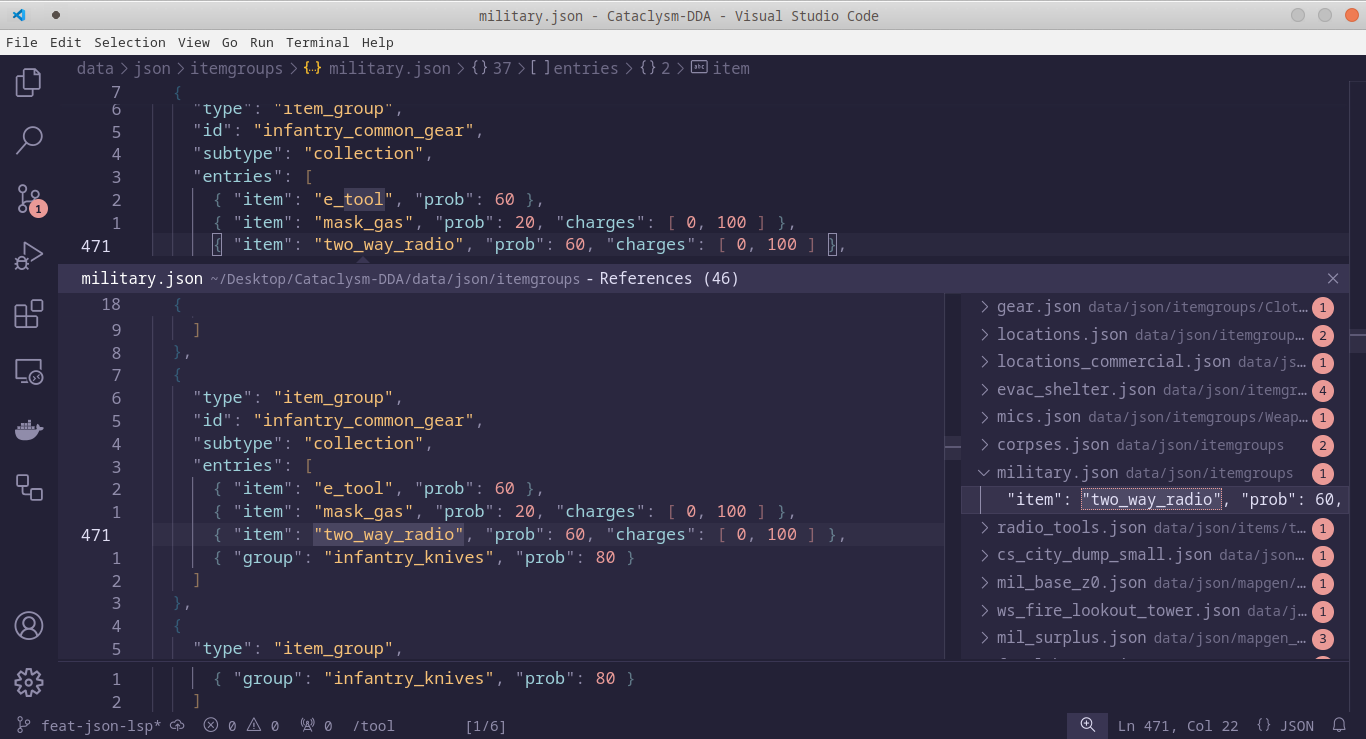 military.json - Cataclysm-DDA - Visual Studio Code
File Edit Selection View Go Run Terminal Help
data > json > itemgroups > {..} military.json > {} 37 > [ ] entries > {} 2 > abc item
7 {
6 "type": "item_group",
5 "id": "infantry_common_gear",
4 "subtype": "collection",
3 "entries": [
2 { "item": "e_tool", "prob": 60 },
1 { "item": "mask_gas", "prob": 20, "charges": [ 0, 100 ] },
471 { "item": "two_way_radio", "prob": 60, "charges": [ 0, 100 ] },
military.json ~/Desktop/Cataclysm-DDA/data/json/itemgroups - References (46)
18 {
9 ]
8 },
7 {
6 "type": "item_group",
5 "id": "infantry_common_gear",
4 "subtype": "collection",
3 "entries": [
2 { "item": "e_tool", "prob": 60 },
1 { "item": "mask_gas", "prob": 20, "charges": [ 0, 100 ] },
471 { "item": "two_way_radio", "prob": 60, "charges": [ 0, 100 ] },
1 { "group": "infantry_knives", "prob": 80 }
2 ]
3 },
4 {
5 "type": "item_group",
gear.json data/json/itemgroups/Clot… 1
locations.json data/json/itemgroup… 2
locations_commercial.json data/js… 1
evac_shelter.json data/json/itemgr… 4
mics.json data/json/itemgroups/Weap… 1
corpses.json data/json/itemgroups 2
military.json data/json/itemgroups 1
"item": "two_way_radio", "prob": 60,
radio_tools.json data/json/items/t… 1
cs_city_dump_small.json data/json… 1
mil_base_z0.json data/json/mapgen/… 1
ws_fire_lookout_tower.json data/j… 1
mil_surplus.json data/json/mapgen_… 3
1 { "group": "infantry_knives", "prob": 80 }
2 ]
1
feat-json-lsp* 0 0 0 /tool [1/6] Ln 471, Col 22 {} JSON